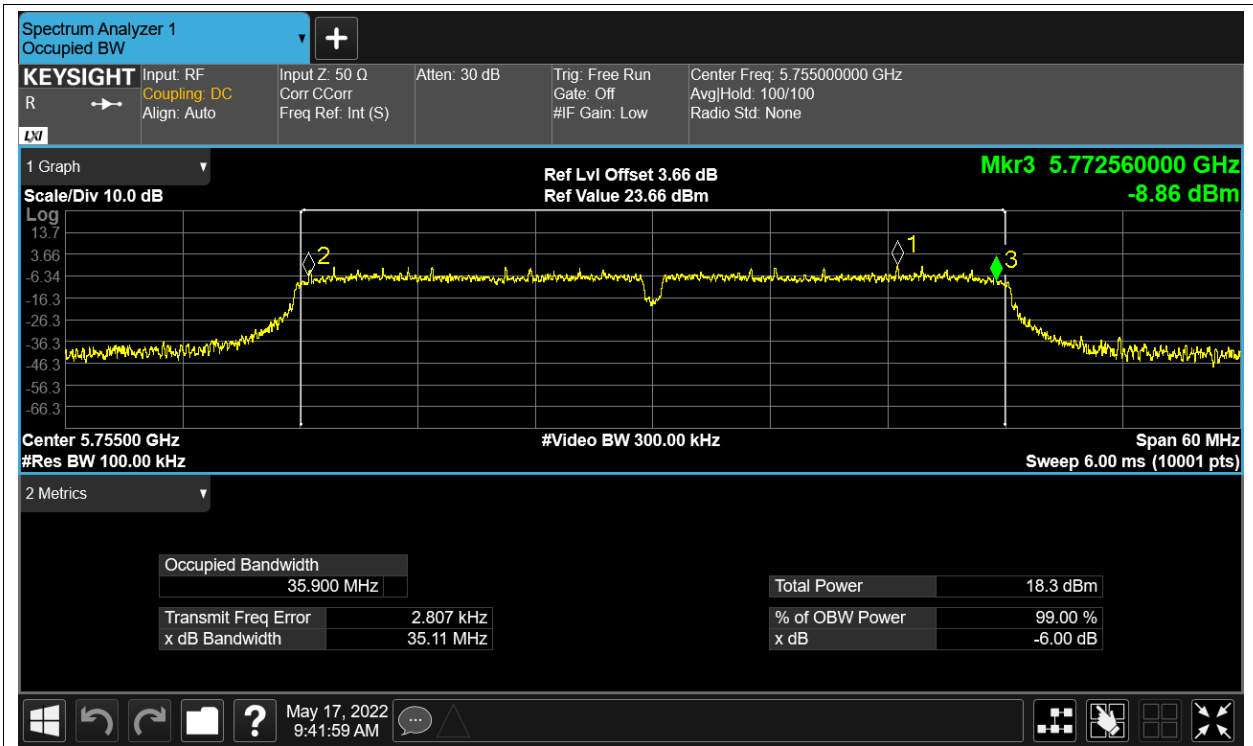 Spectrum Analyzer 1
Occupied BW
KEYSIGHT
R
LXI
Input: RF
Coupling: DC
Align: Auto
Input Z: 50 Ω
Corr CCorr
Freq Ref: Int (S)
Atten: 30 dB
Trig: Free Run
Gate: Off
#IF Gain: Low
Center Freq: 5.755000000 GHz
Avg|Hold: 100/100
Radio Std: None
1 Graph
Scale/Div 10.0 dB
Ref Lvl Offset 3.66 dB
Ref Value 23.66 dBm
Mkr3 5.772560000 GHz
-8.86 dBm
Log
13.7
3.66
-6.34
-16.3
-26.3
-36.3
-46.3
-56.3
-66.3
2
1
3
Center 5.75500 GHz
#Video BW 300.00 kHz
Span 60 MHz
#Res BW 100.00 kHz
Sweep 6.00 ms (10001 pts)
2 Metrics
Occupied Bandwidth
35.900 MHz
Total Power 18.3 dBm
Transmit Freq Error 2.807 kHz
% of OBW Power 99.00 %
x dB Bandwidth 35.11 MHz
x dB -6.00 dB
?
May 17, 2022
9:41:59 AM